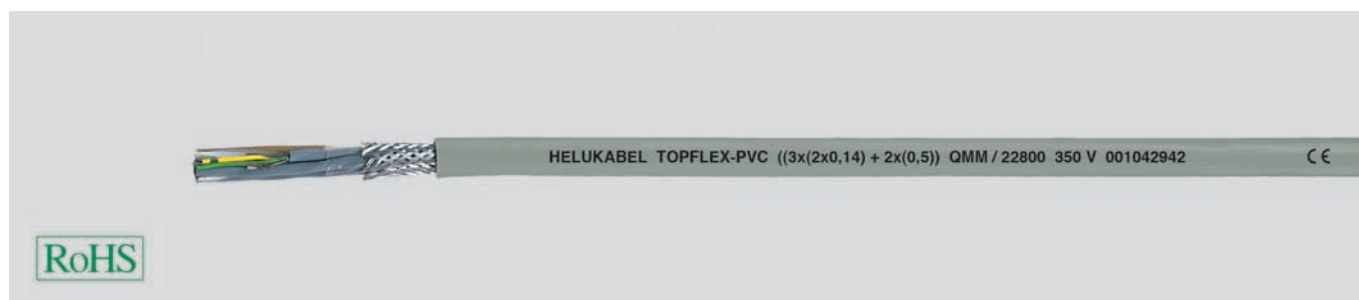 HELUKABEL TOPFLEX-PVC ((3x(2x0,14) + 2x(0,5)) QMM / 22800 350 V 001042942 CE
RoHS